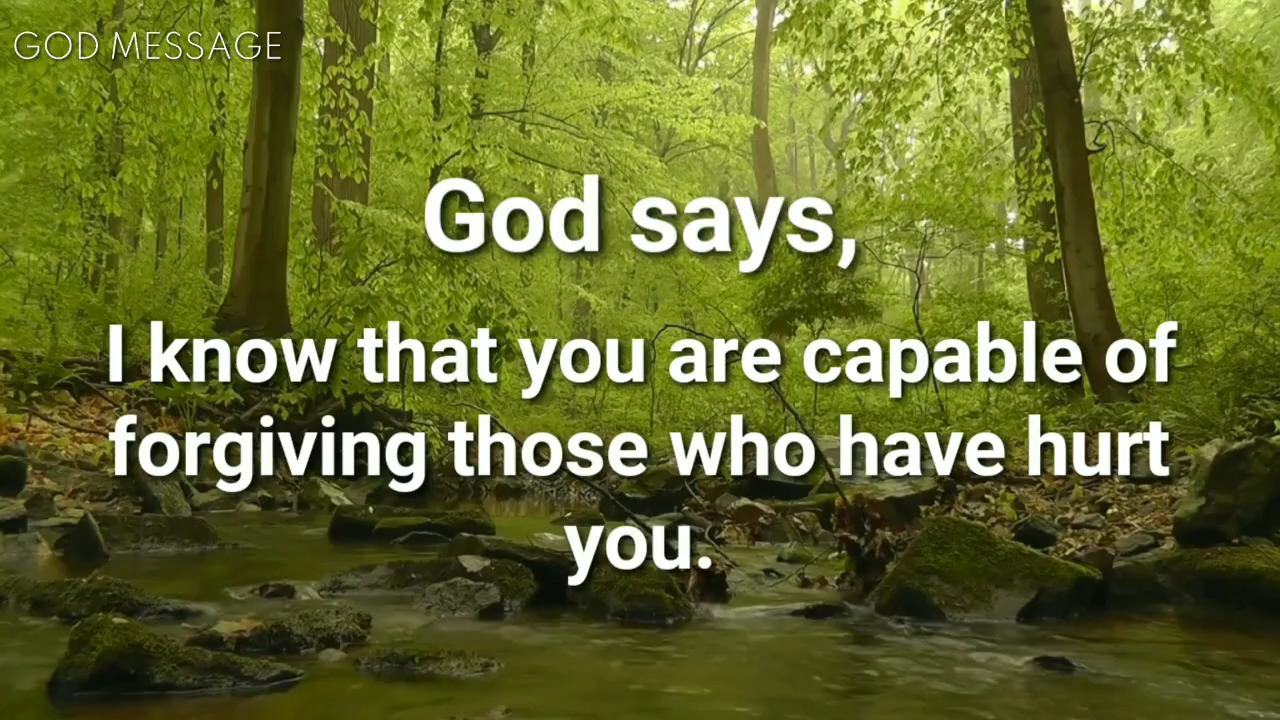 GOD MESSAGE
God says,
I know that you are capable of
forgiving those who have hurt
you.